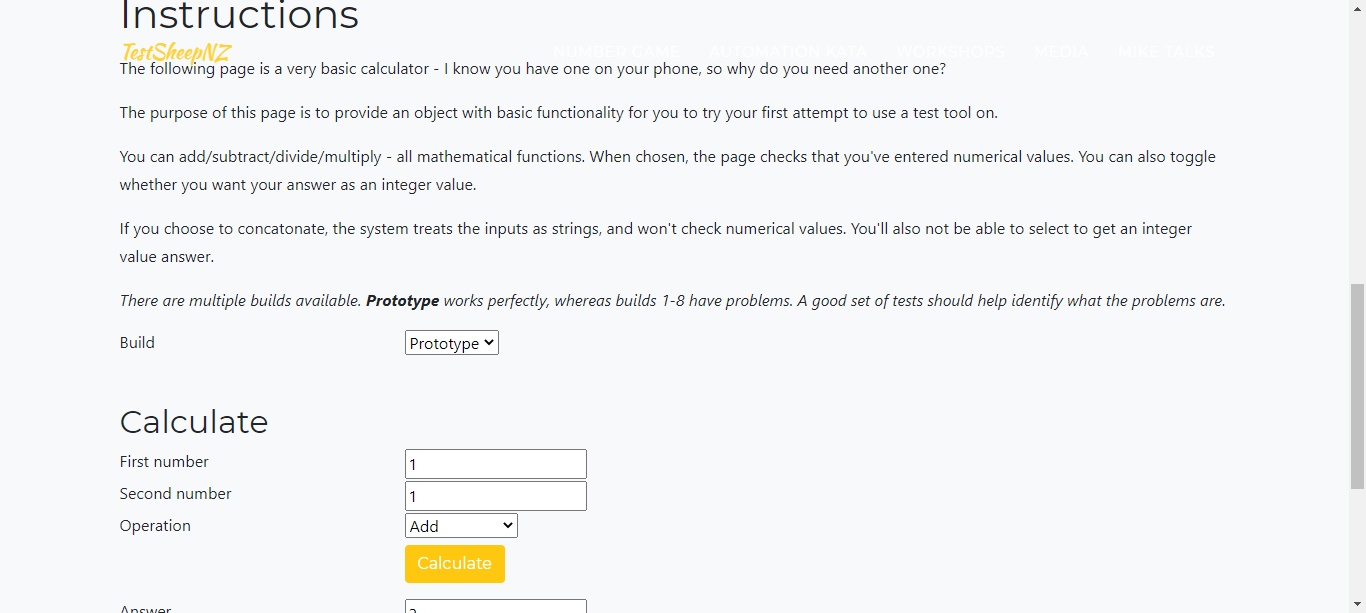 Instructions
TestSheepNZ
NUMBER GAME AUTOMATION KATA WORKSHOPS MEDIA MIKE TALKS
The following page is a very basic calculator - I know you have one on your phone, so why do you need another one?
The purpose of this page is to provide an object with basic functionality for you to try your first attempt to use a test tool on.
You can add/subtract/divide/multiply - all mathematical functions. When chosen, the page checks that you've entered numerical values. You can also toggle
whether you want your answer as an integer value.
If you choose to concatonate, the system treats the inputs as strings, and won't check numerical values. You'll also not be able to select to get an integer
value answer.
There are multiple builds available. Prototype works perfectly, whereas builds 1-8 have problems. A good set of tests should help identify what the problems are.
Build Prototype
Calculate
First number 1
Second number 1
Operation Add
Calculate
Answer